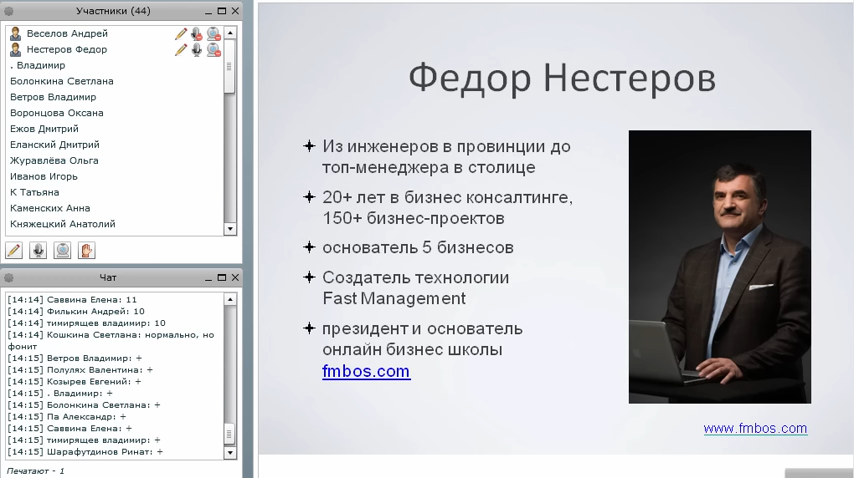 Участники (44)
Веселов Андрей
Нестеров Федор
. Владимир
Болонкина Светлана
Ветров Владимир
Воронцова Оксана
Ежов Дмитрий
Еланский Дмитрий
Журавлёва Ольга
Иванов Игорь
К Татьяна
Каменских Анна
Княжецкий Анатолий
Чат
[14:14] Саввина Елена: 11
[14:14] Филькин Андрей: 10
[14:14] тимирящев владимир: 10
[14:14] Кошкина Светлана: нормально, но
фонит
[14:15] Ветров Владимир: +
[14:15] Полулях Валентина: +
[14:15] Козырев Евгений: +
[14:15] . Владимир: +
[14:15] Болонкина Светлана: +
[14:15] Па Александр: +
[14:15] Саввина Елена: +
[14:15] тимирящев владимир: +
[14:15] Шарафутдинов Ринат: +
Печатают - 1
Федор Нестеров
Из инженеров в провинции до
топ-менеджера в столице
20+ лет в бизнес консалтинге,
150+ бизнес-проектов
основатель 5 бизнесов
Создатель технологии
Fast Management
президент и основатель
онлайн бизнес школы
fmbos.com
www.fmbos.com